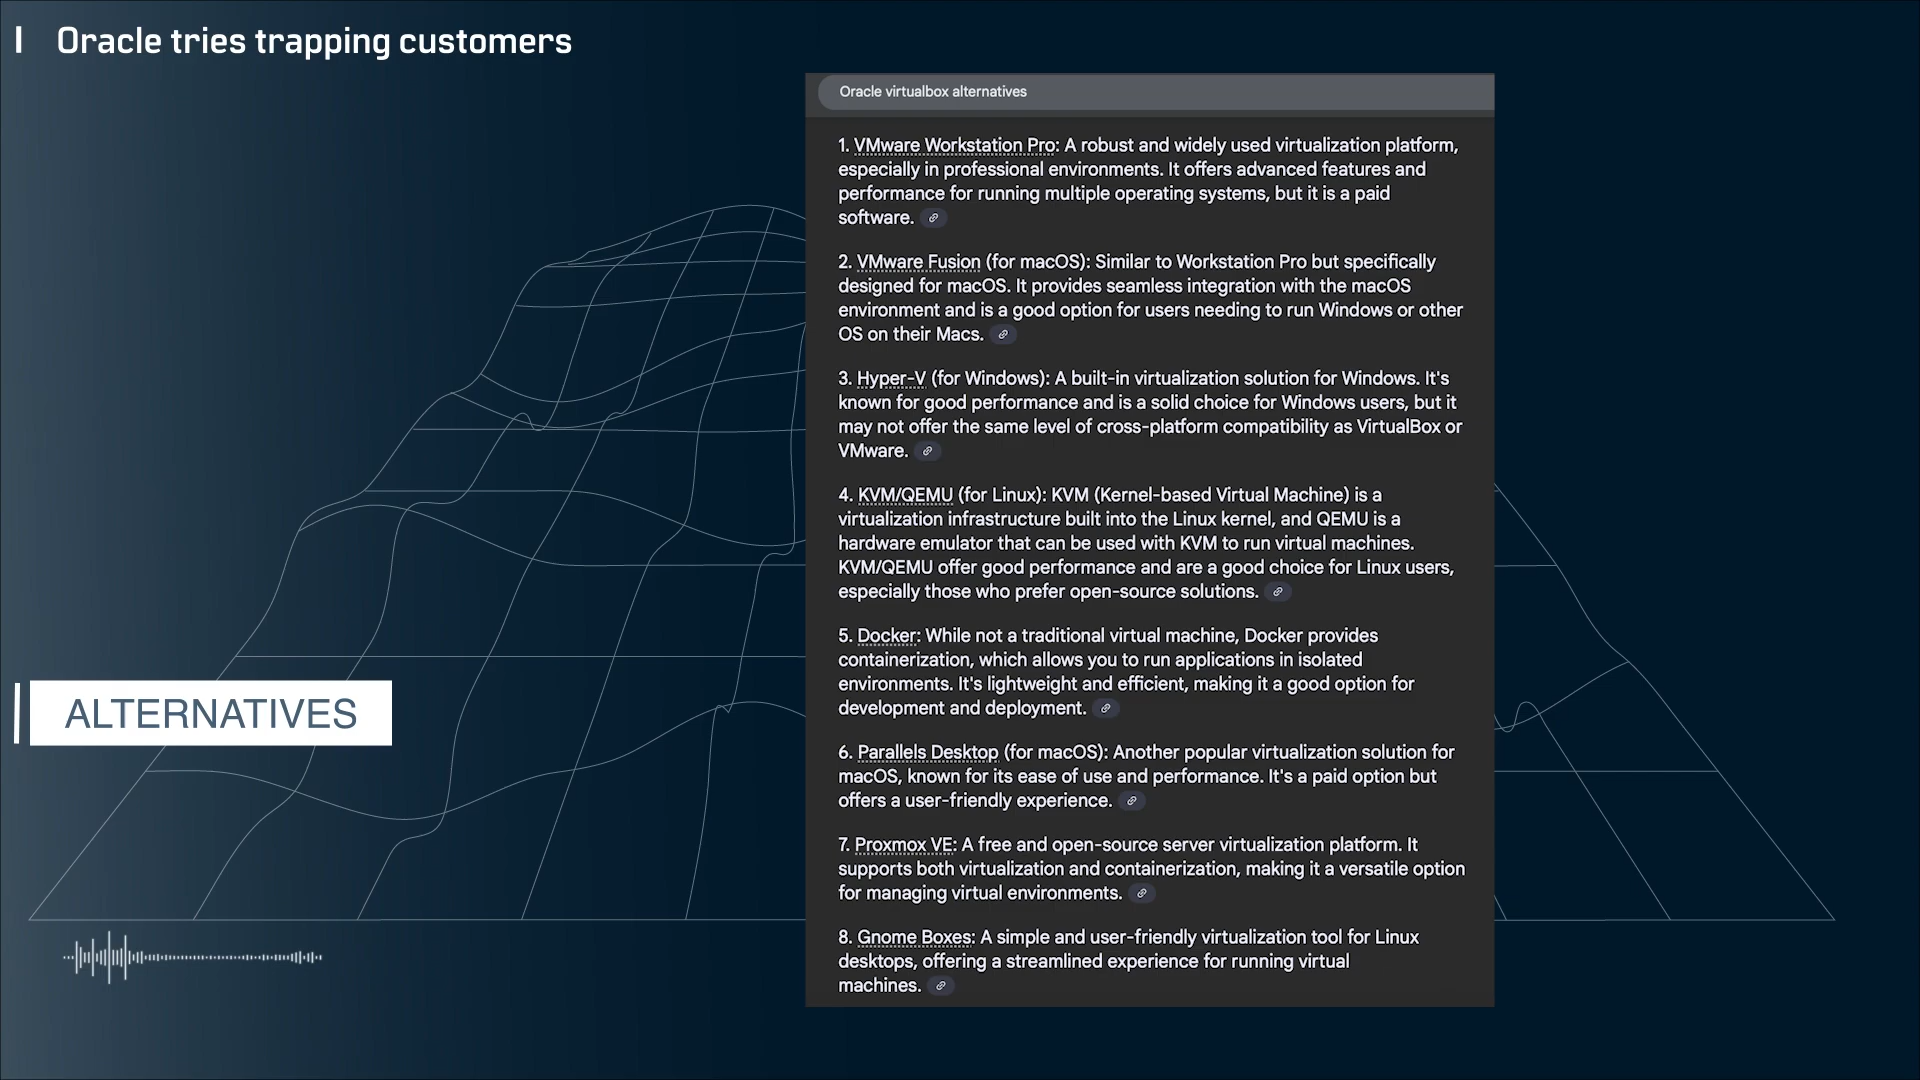 Oracle tries trapping customers
Oracle virtualbox alternatives
1. VMware Workstation Pro: A robust and widely used virtualization platform,
especially in professional environments. It offers advanced features and
performance for running multiple operating systems, but it is a paid
software.
2. VMware Fusion (for macOS): Similar to Workstation Pro but specifically
designed for macOS. It provides seamless integration with the macOS
environment and is a good option for users needing to run Windows or other
OS on their Macs.
3. Hyper-V (for Windows): A built-in virtualization solution for Windows. It's
known for good performance and is a solid choice for Windows users, but it
may not offer the same level of cross-platform compatibility as VirtualBox or
VMware.
4. KVM/QEMU (for Linux): KVM (Kernel-based Virtual Machine) is a
virtualization infrastructure built into the Linux kernel, and QEMU is a
hardware emulator that can be used with KVM to run virtual machines.
KVM/QEMU offer good performance and are a good choice for Linux users,
especially those who prefer open-source solutions.
5. Docker: While not a traditional virtual machine, Docker provides
containerization, which allows you to run applications in isolated
environments. It's lightweight and efficient, making it a good option for
development and deployment.
6. Parallels Desktop (for macOS): Another popular virtualization solution for
macOS, known for its ease of use and performance. It's a paid option but
offers a user-friendly experience.
7. Proxmox VE: A free and open-source server virtualization platform. It
supports both virtualization and containerization, making it a versatile option
for managing virtual environments.
8. Gnome Boxes: A simple and user-friendly virtualization tool for Linux
desktops, offering a streamlined experience for running virtual
machines.
ALTERNATIVES